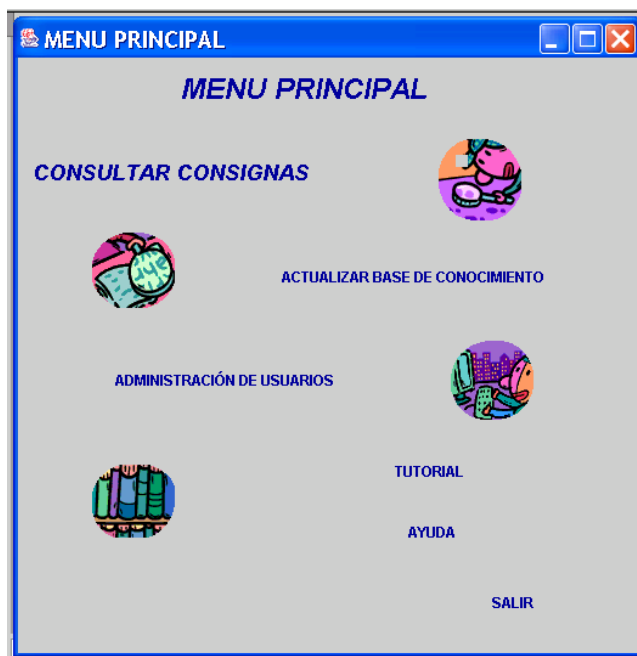 MENU PRINCIPAL
MENU PRINCIPAL
CONSULTAR CONSIGNAS
ACTUALIZAR BASE DE CONOCIMIENTO
ADMINISTRACIÓN DE USUARIOS
TUTORIAL
AYUDA
SALIR